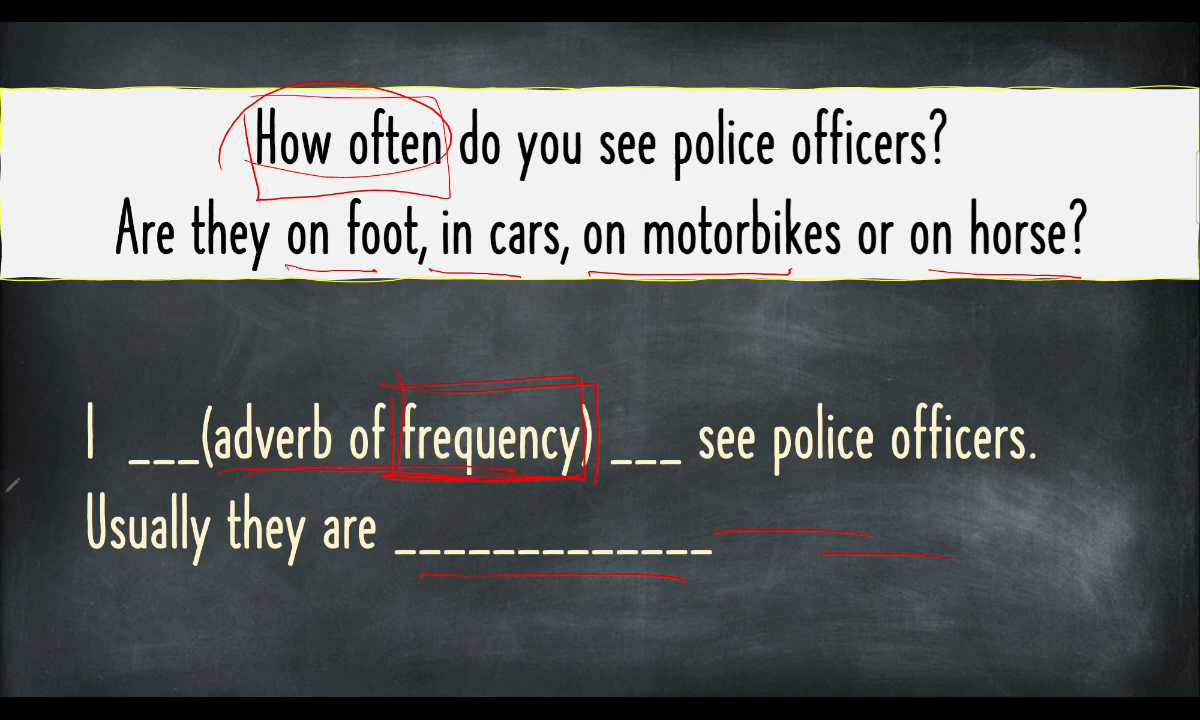 How often do you see police officers?
Are they on foot, in cars, on motorbikes or on horse?
I ___(adverb of frequency) ___ see police officers.
Usually they are _____________